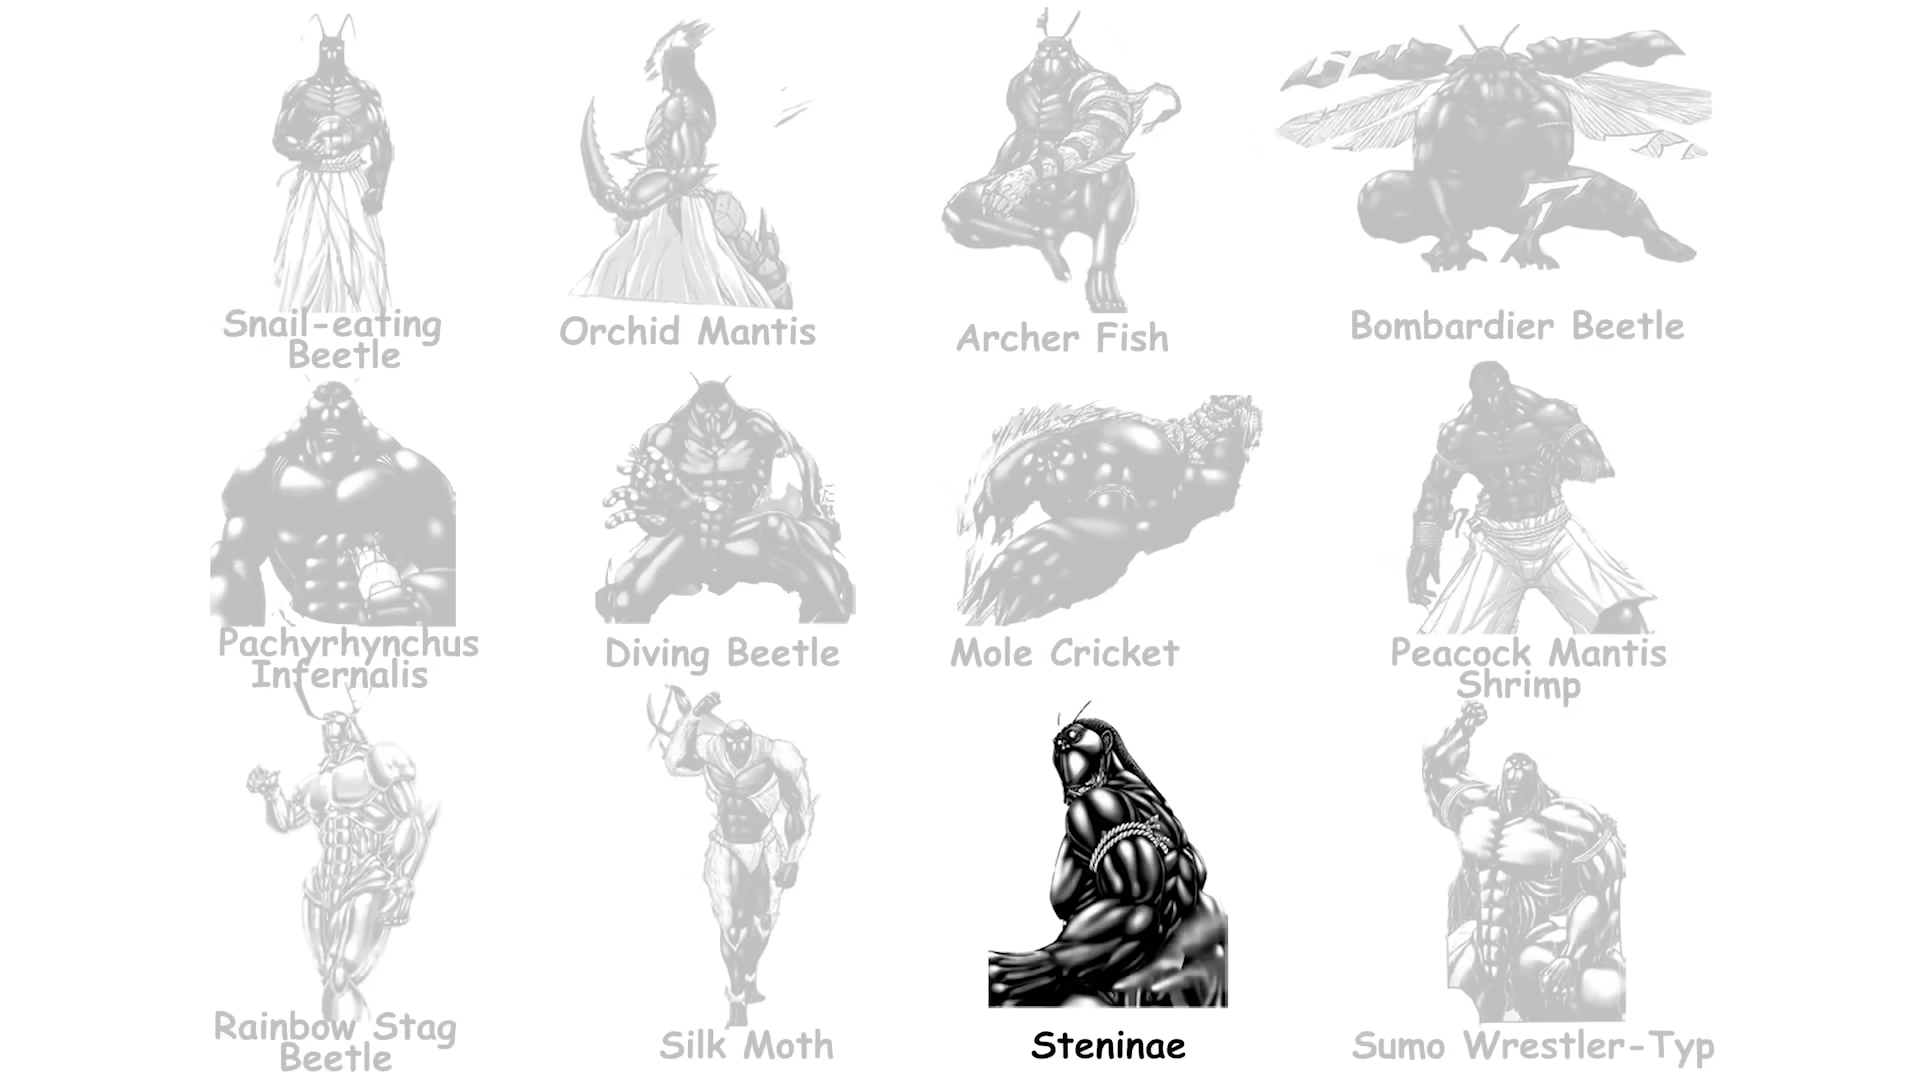 Snail-eating
Beetle
Orchid Mantis
Archer Fish
Bombardier Beetle
Pachyrhynchus
Infernalis
Diving Beetle
Mole Cricket
Peacock Mantis
Shrimp
Rainbow Stag
Beetle
Silk Moth
Steninae
Sumo Wrestler-Typ